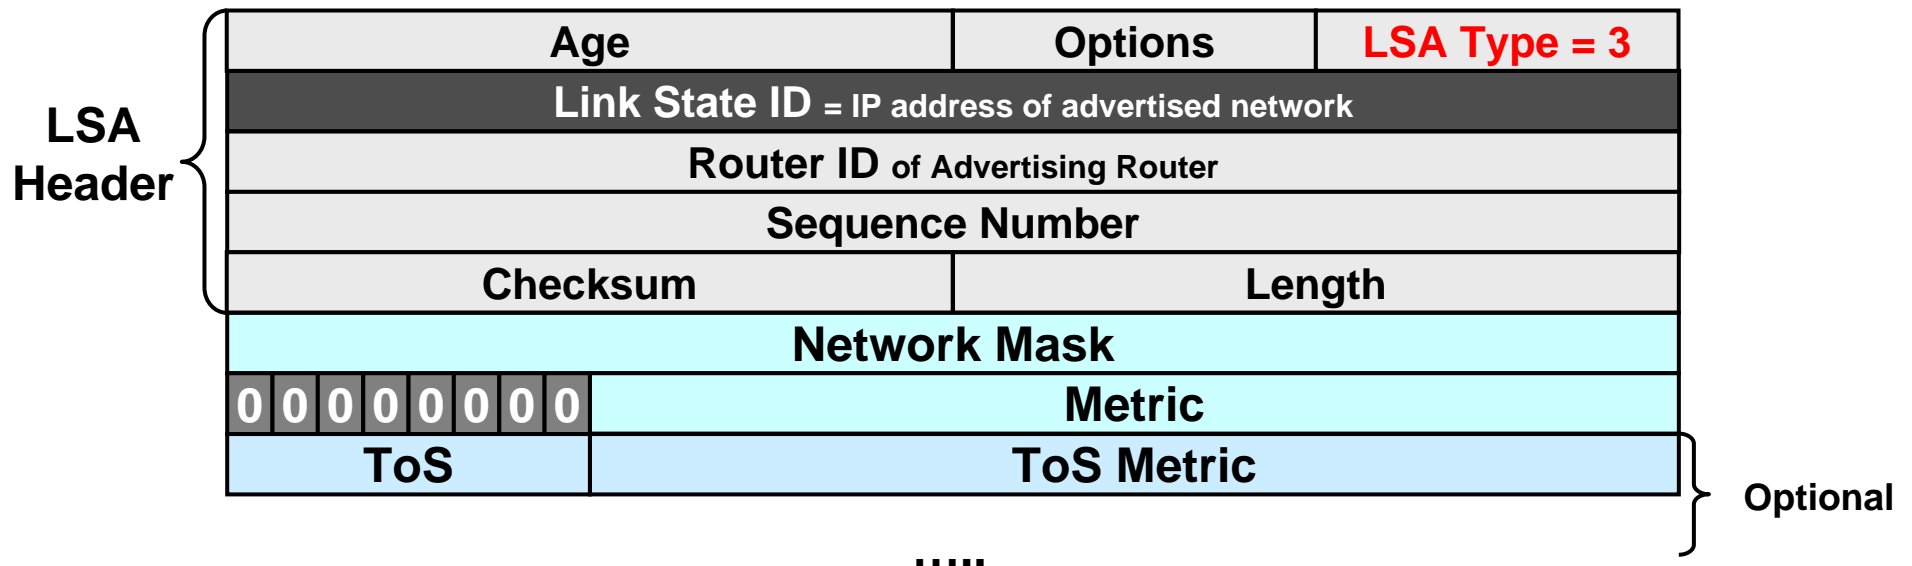 Age Options LSA Type = 3
LSA
Header
Link State ID = IP address of advertised network
Router ID of Advertising Router
Sequence Number
Checksum Length
Network Mask
0 0 0 0 0 0 0 0 Metric
ToS ToS Metric
Optional
.....